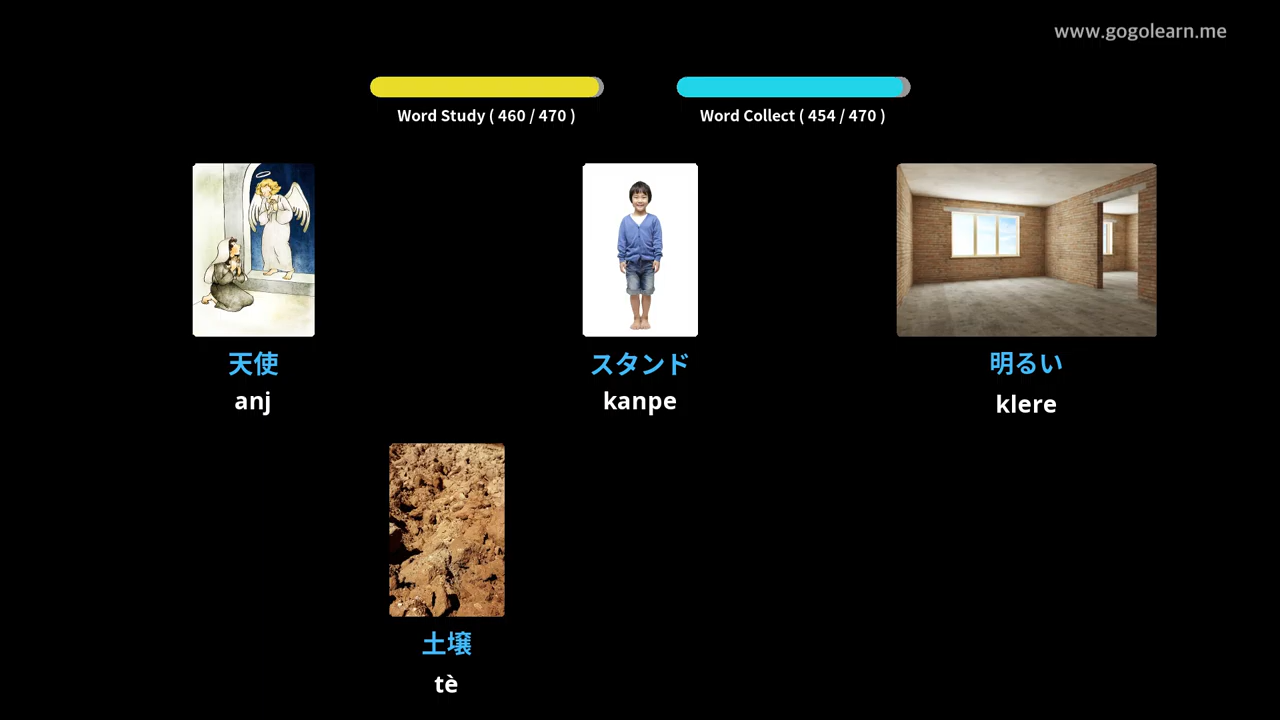 www.gogolearn.me
Word Study ( 460 / 470 )
Word Collect ( 454 / 470 )
天使
anj
スタンド
kanpe
明るい
klere
土壌
tè